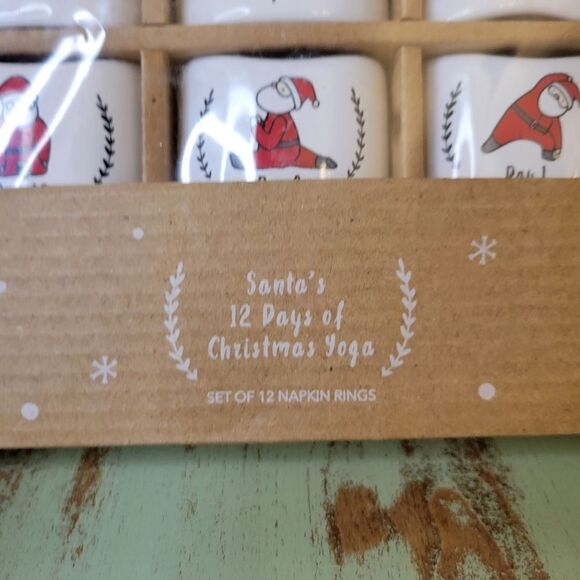 Day 1
Santa's
12 Days of
Christmas Yoga
SET OF 12 NAPKIN RINGS